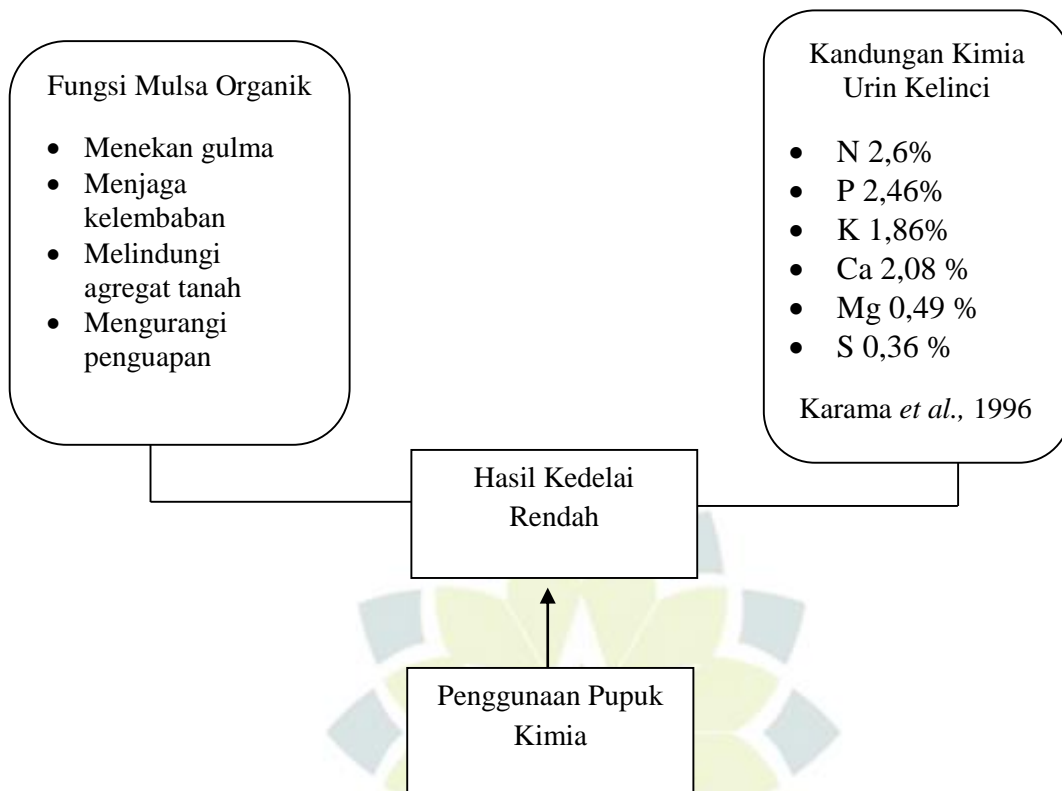 Fungsi Mulsa Organik
• Menekan gulma
• Menjaga
kelembaban
• Melindungi
agregat tanah
• Mengurangi
penguapan
Kandungan Kimia
Urin Kelinci
• N 2,6%
• P 2,46%
• K 1,86%
• Ca 2,08 %
• Mg 0,49 %
• S 0,36 %
Karama et al., 1996
Hasil Kedelai
Rendah
Penggunaan Pupuk
Kimia